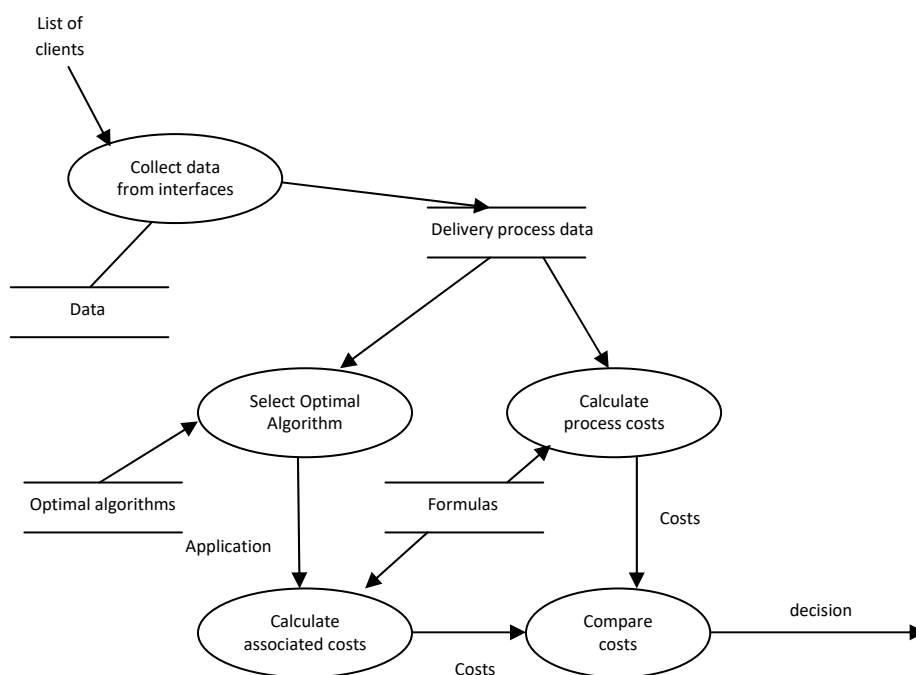 List of
clients
Collect data
from interfaces
Delivery process data
Data
Select Optimal
Algorithm
Calculate
process costs
Optimal algorithms
Formulas
Costs
Application
Calculate
associated costs
Compare
costs
decision
Costs